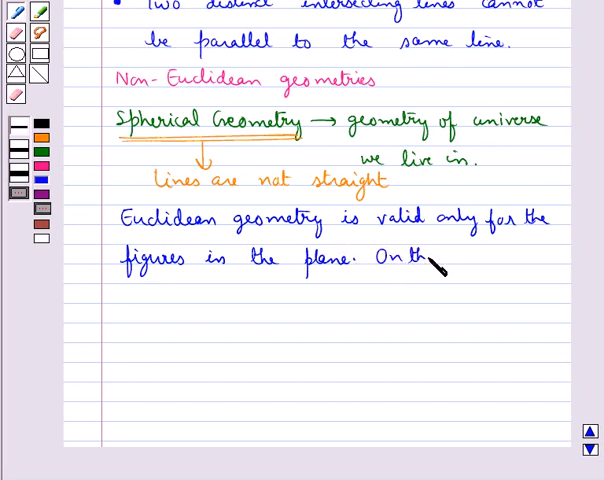 Two distinct intersecting lines cannot
be parallel to the same line.
Non-Euclidean geometries
Spherical Geometry → geometry of universe
we live in.
lines are not straight
Euclidean geometry is valid only for the
figures in the plane. On th